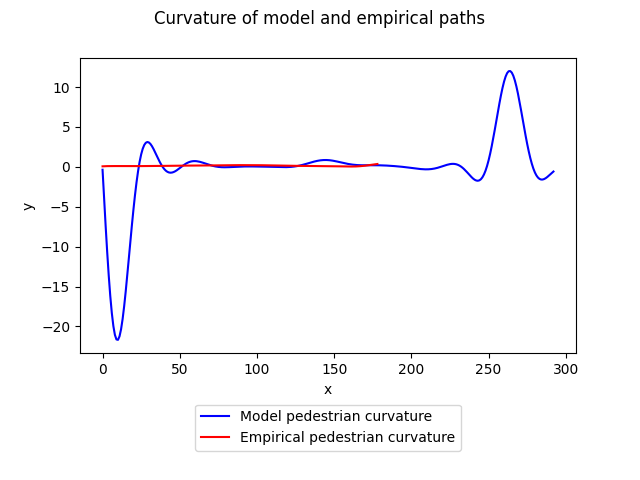 Curvature of model and empirical paths
10
5
0
−5
−10
−15
−20
y
0 50 100 150 200 250 300
x
Model pedestrian curvature
Empirical pedestrian curvature